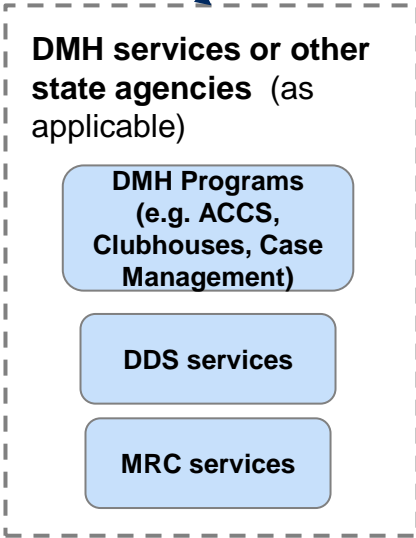 DMH services or other
state agencies (as
applicable)
DMH Programs
(e.g. ACCS,
Clubhouses, Case
Management)
DDS services
MRC services